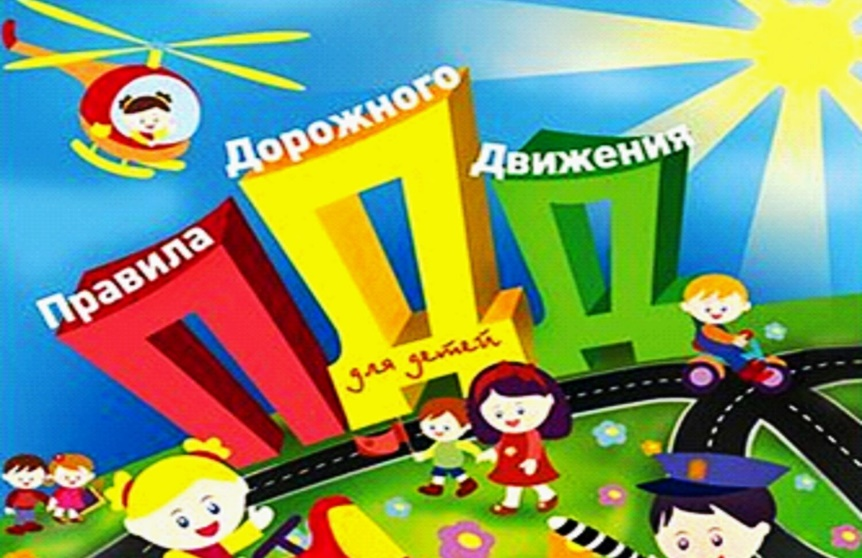 Правила
Дорожного
Движения
ПДД
для детей